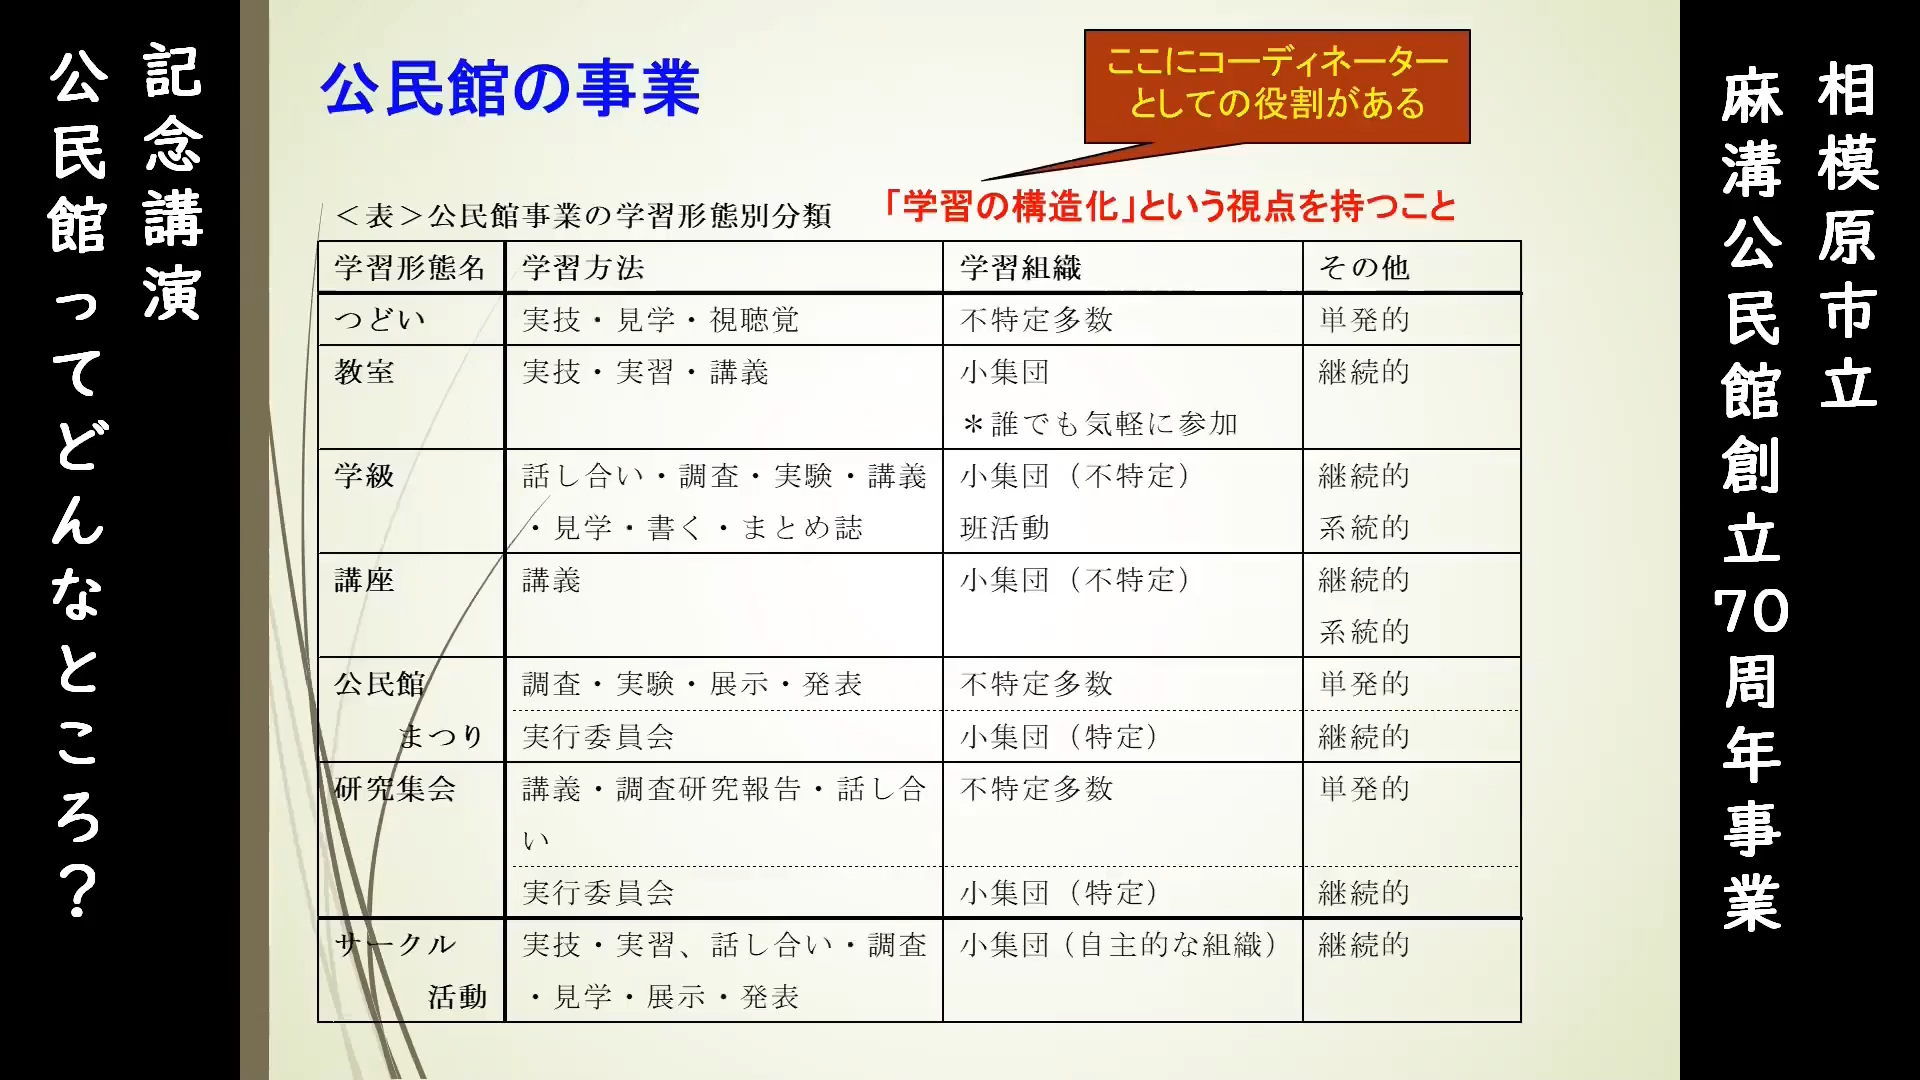 相模原市立
麻溝公民館創立70周年事業
記念講演
公民館ってどんなところ?
公民館の事業
ここにコーディネーター
としての役割がある
「学習の構造化」という視点を持つこと
＜表＞公民館事業の学習形態別分類
学習形態名 学習方法 学習組織 その他
つどい 実技・見学・視聴覚 不特定多数 単発的
教室 実技・実習・講義 小集団 継続的
＊誰でも気軽に参加
学級 話し合い・調査・実験・講義 小集団（不特定） 継続的
・見学・書く・まとめ誌 班活動 系統的
講座 講義 小集団（不特定） 継続的
系統的
公民館 調査・実験・展示・発表 不特定多数 単発的
まつり 実行委員会 小集団（特定） 継続的
研究集会 講義・調査研究報告・話し合 不特定多数 単発的
い
実行委員会 小集団（特定） 継続的
サークル 実技・実習、話し合い・調査 小集団（自主的な組織） 継続的
活動 ・見学・展示・発表